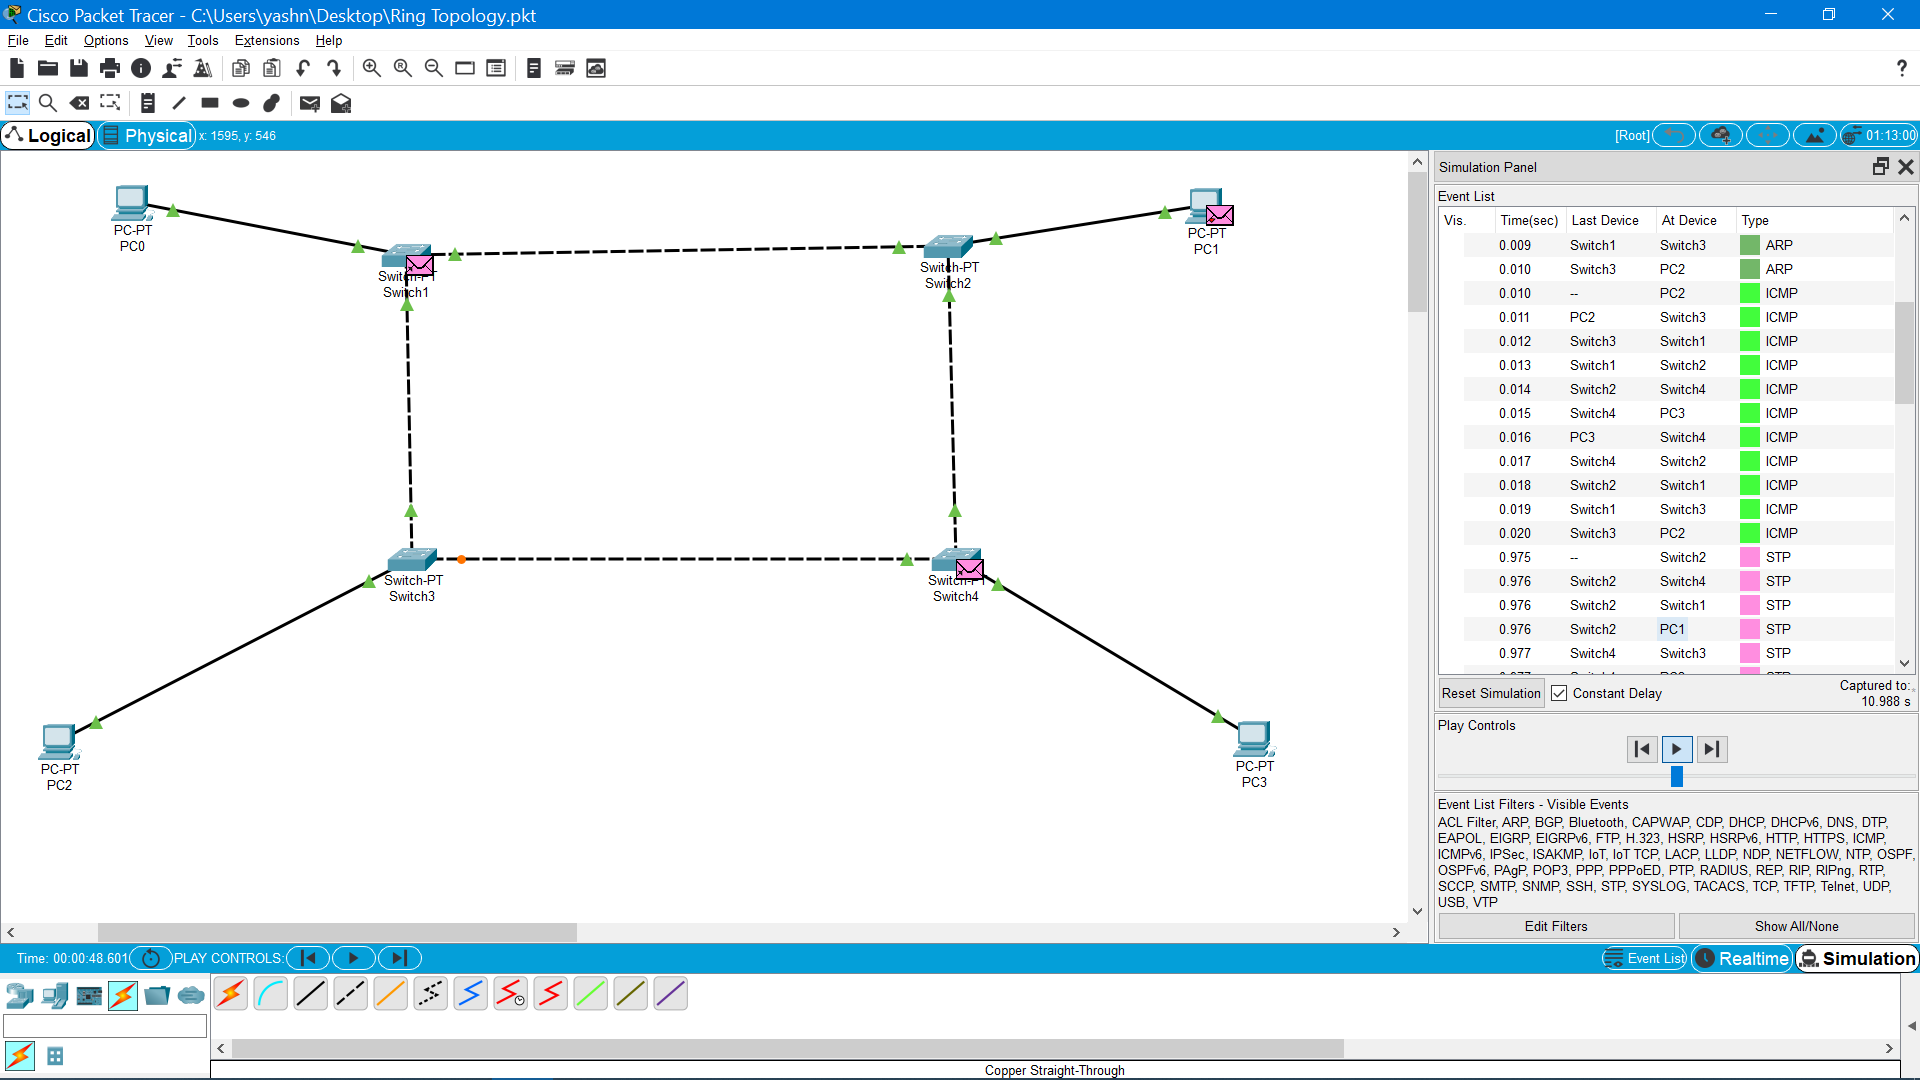 Cisco Packet Tracer - C:\Users\yashn\Desktop\Ring Topology.pkt
File Edit Options View Tools Extensions Help
?
Logical Physical x: 1595, y: 546 [Root] 01:13:00
PC-PT
PC0
Switch1
Switch-PT
Switch2
PC-PT
PC1
Switch-PT
Switch3
Switch4
PC-PT
PC2
PC-PT
PC3
Simulation Panel
Event List
Vis. Time(sec) Last Device At Device Type
0.009 Switch1 Switch3 ARP
0.010 Switch3 PC2 ARP
0.010 -- PC2 ICMP
0.011 PC2 Switch3 ICMP
0.012 Switch3 Switch1 ICMP
0.013 Switch1 Switch2 ICMP
0.014 Switch2 Switch4 ICMP
0.015 Switch4 PC3 ICMP
0.016 PC3 Switch4 ICMP
0.017 Switch4 Switch2 ICMP
0.018 Switch2 Switch1 ICMP
0.019 Switch1 Switch3 ICMP
0.020 Switch3 PC2 ICMP
0.975 -- Switch2 STP
0.976 Switch2 Switch4 STP
0.976 Switch2 Switch1 STP
0.976 Switch2 PC1 STP
0.977 Switch4 Switch3 STP
Reset Simulation Constant Delay Captured to:
10.988 s
Play Controls
Event List Filters - Visible Events
ACL Filter, ARP, BGP, Bluetooth, CAPWAP, CDP, DHCP, DHCPv6, DNS, DTP,
EAPOL, EIGRP, EIGRPv6, FTP, H.323, HSRP, HSRPv6, HTTP, HTTPS, ICMP,
ICMPv6, IPSec, ISAKMP, IoT, IoT TCP, LACP, LLDP, NDP, NETFLOW, NTP, OSPF,
OSPFv6, PAgP, POP3, PPP, PPPoED, PTP, RADIUS, REP, RIP, RIPng, RTP,
SCCP, SMTP, SNMP, SSH, STP, SYSLOG, TACACS, TCP, TFTP, Telnet, UDP,
USB, VTP
Edit Filters Show All/None
Time: 00:00:48.601 PLAY CONTROLS: Event List Realtime Simulation
Copper Straight-Through